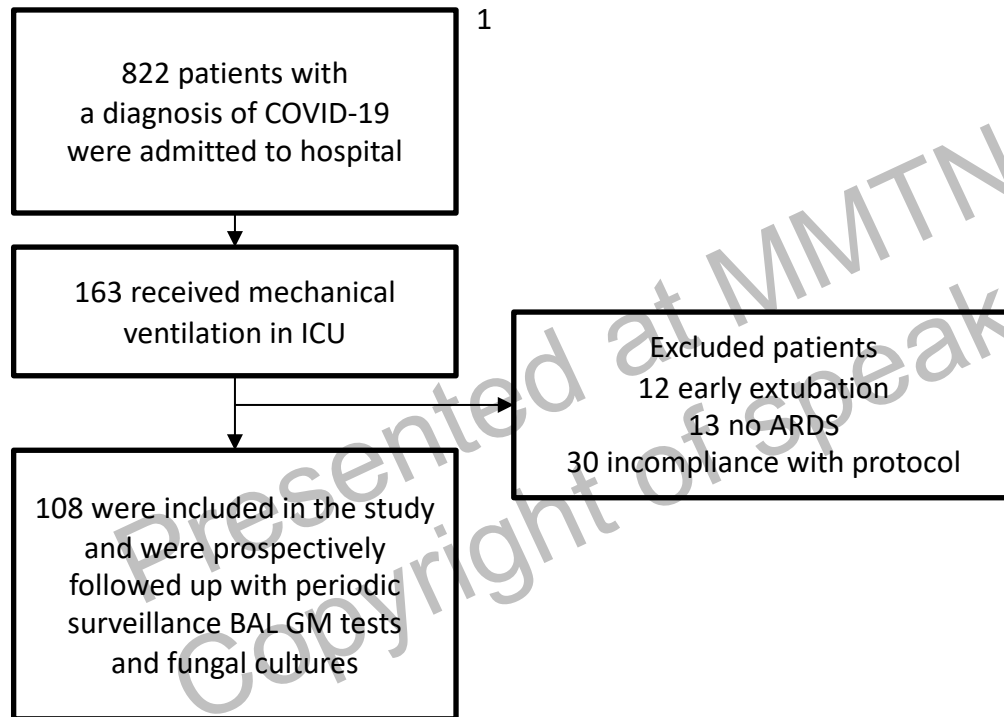 1
822 patients with
a diagnosis of COVID-19
were admitted to hospital
163 received mechanical
ventilation in ICU
Excluded patients
12 early extubation
13 no ARDS
30 incompliance with protocol
108 were included in the study
and were prospectively
followed up with periodic
surveillance BAL GM tests
and fungal cultures
Presented at MMTN
Copyright of speak